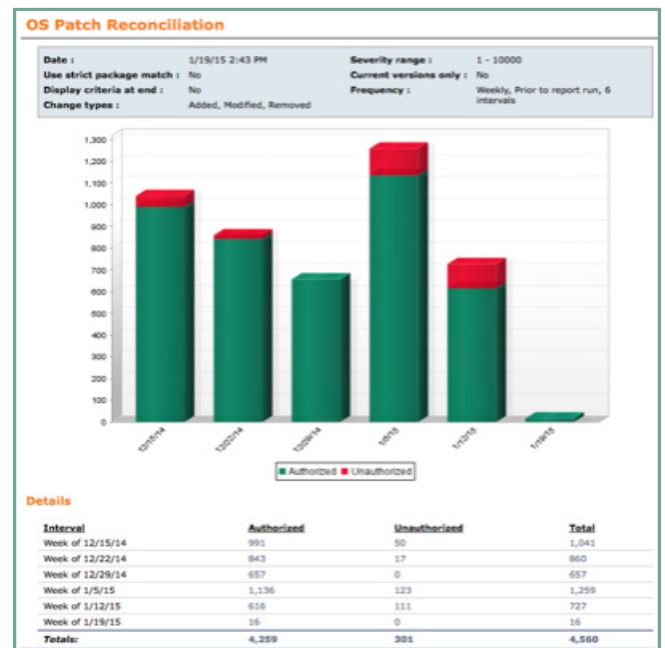 OS Patch Reconciliation
Date : 1/19/15 2:43 PM Severity range : 1 - 10000
Use strict package match : No Current versions only : No
Display criteria at end : No Frequency : Weekly, Prior to report run, 6 intervals
Change types : Added, Modified, Removed
1,300
1,200
1,100
1,000
900
800
700
600
500
400
300
200
100
0
12/15/14 12/22/14 12/29/14 1/5/15 1/12/15 1/19/15
Authorized Unauthorized
Details
Interval Authorized Unauthorized Total
Week of 12/15/14 991 50 1,041
Week of 12/22/14 843 17 860
Week of 12/29/14 657 0 657
Week of 1/5/15 1,136 123 1,259
Week of 1/12/15 616 111 727
Week of 1/19/15 16 0 16
Totals: 4,259 301 4,560